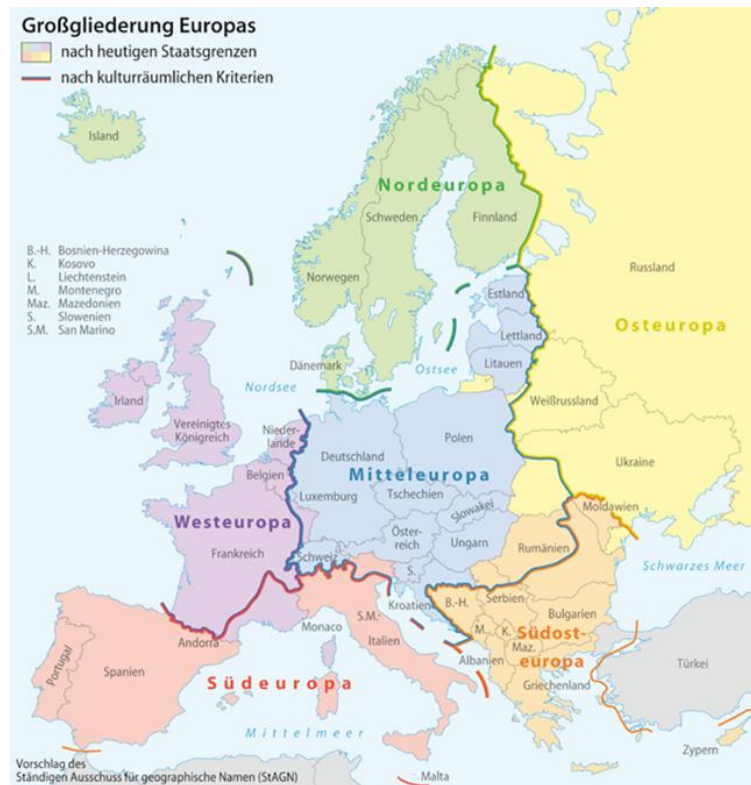 Großgliederung Europas
nach heutigen Staatsgrenzen
nach kulturräumlichen Kriterien
Island
B.-H. Bosnien-Herzegowina
K. Kosovo
L. Liechtenstein
M. Montenegro
Maz. Mazedonien
S. Slowenien
S.M. San Marino
Nordeuropa
Schweden
Finnland
Norwegen
Russland
Estland
Osteuropa
Lettland
Dänemark
Ostsee
Litauen
Nordsee
Irland
Weißrussland
Vereinigtes
Königreich
Nieder-
lande
Polen
Deutschland
Belgien
Mitteleuropa
Ukraine
Luxemburg
Tschechien
Slowakei
Moldawien
Westeuropa
Öster-
reich
Frankreich
Ungarn
Schweiz
Rumänien
Schwarzes Meer
S.
Kroatien
B.-H.
Serbien
S.M.
Bulgarien
Monaco
Andorra
Italien
M.
K.
Südost-
europa
Maz.
Albanien
Portugal
Spanien
Südeuropa
Griechenland
Türkei
Mittelmeer
Zypern
Malta
Vorschlag des
Ständigen Ausschuss für geographische Namen (StAGN)